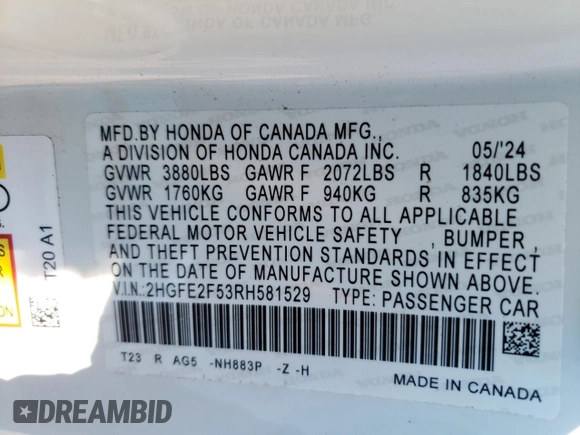 MFD.BY HONDA OF CANADA MFG.,
A DIVISION OF HONDA CANADA INC. 05/'24
GVWR 3880LBS GAWR F 2072LBS R 1840LBS
GVWR 1760KG GAWR F 940KG R 835KG
THIS VEHICLE CONFORMS TO ALL APPLICABLE
FEDERAL MOTOR VEHICLE SAFETY , BUMPER ,
AND THEFT PREVENTION STANDARDS IN EFFECT
ON THE DATE OF MANUFACTURE SHOWN ABOVE.
V.I.N.:2HGFE2F53RH581529 TYPE: PASSENGER CAR
T23 R AG5 -NH883P -Z -H
MADE IN CANADA
T20 A1
DREAMBID